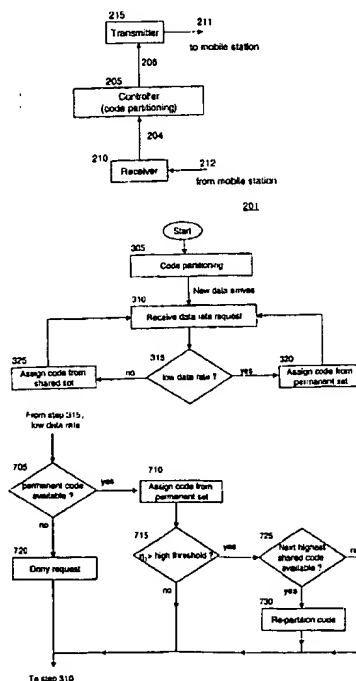 215
211
Transmitter
to mobile station
206
205
Controller
(code partitioning)
204
210
212
Receiver
from mobile station
201
Start
305
Code partitioning
New data arrives
310
Receive data rate request
325
315
320
Assign code from
shared set
no
low data rate ?
yes
Assign code from
permanent set
From step 315,
low data rate
705
permanent code
available ?
yes
710
Assign code from
permanent set
no
720
Deny request
715
> high threshold ?
yes
725
Next highest
shared code
available ?
no
no
yes
730
Re-partition code
To step 310